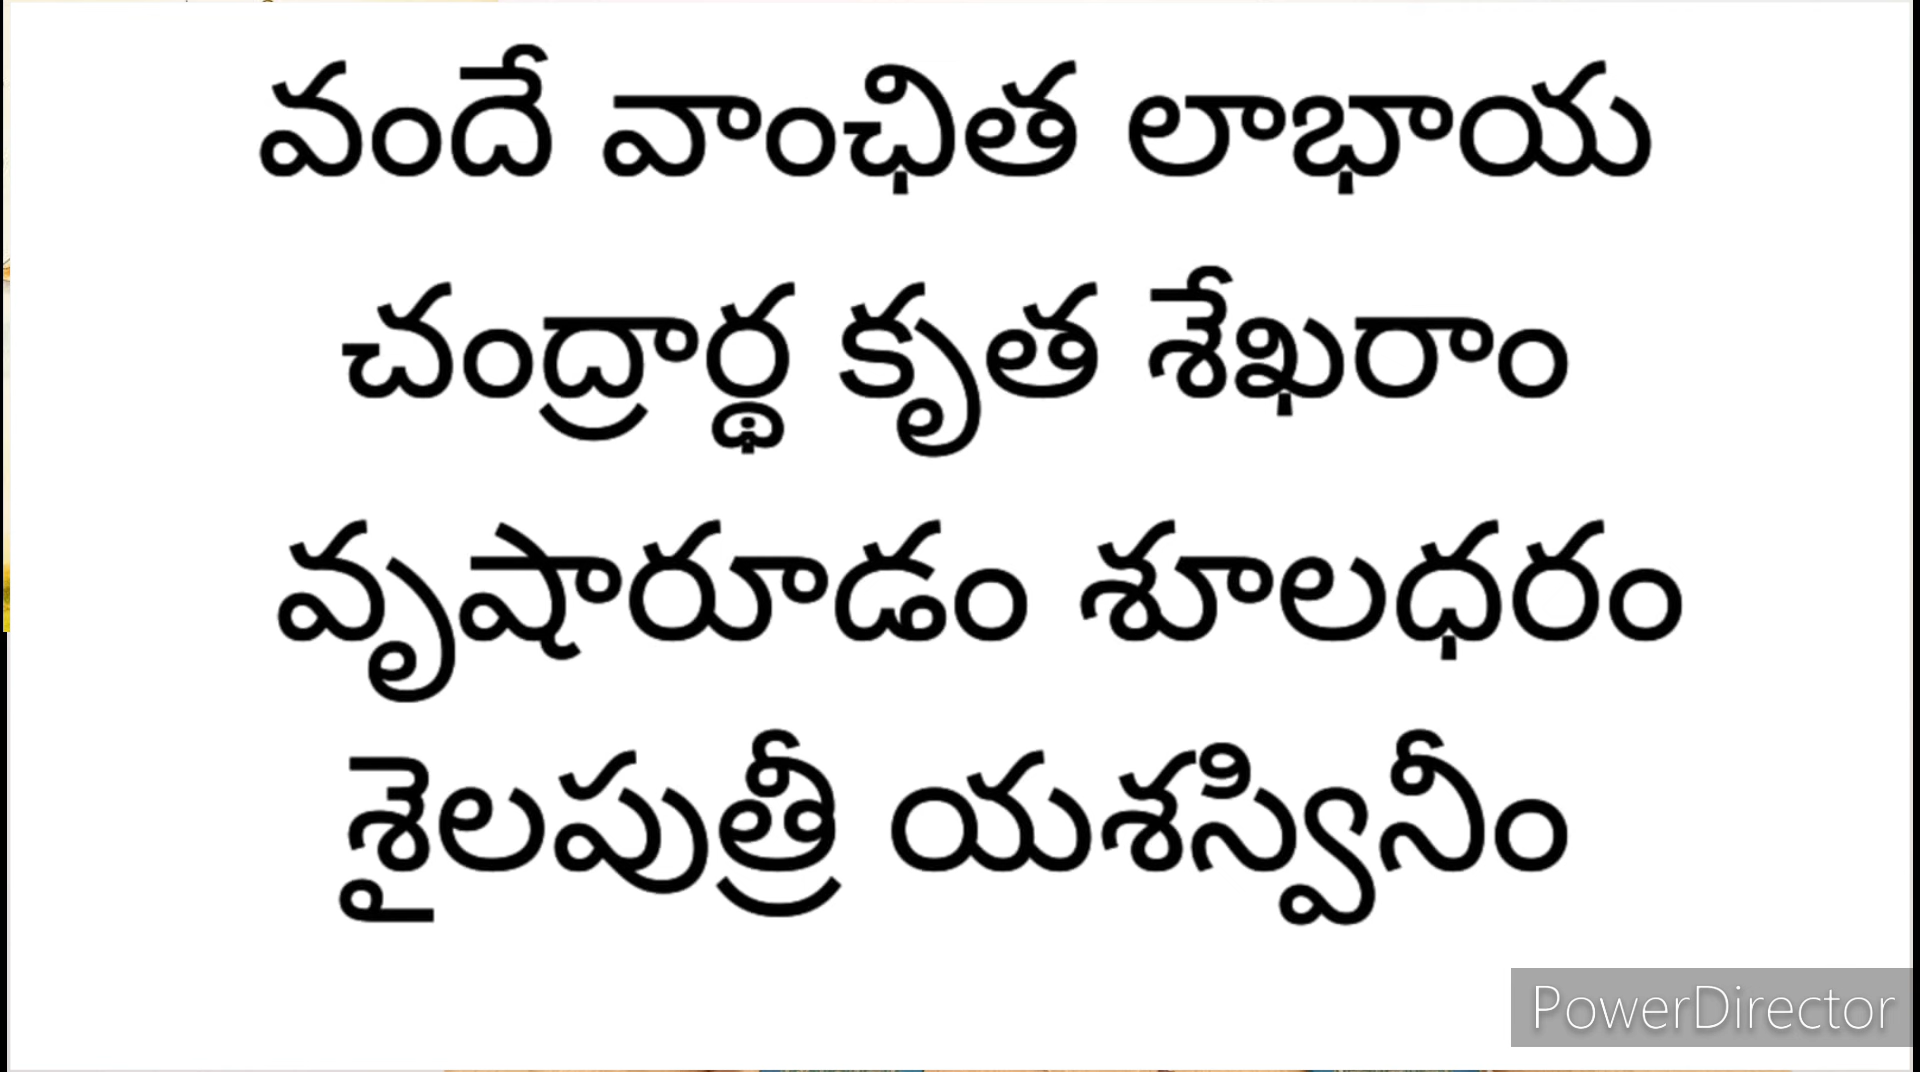 వందే వాంఛిత లాభాయ
చంద్రార్థ కృత శేఖరాం
వృషారూడం శూలధరం
శైలపుత్రీ యశస్వినీం
PowerDirector